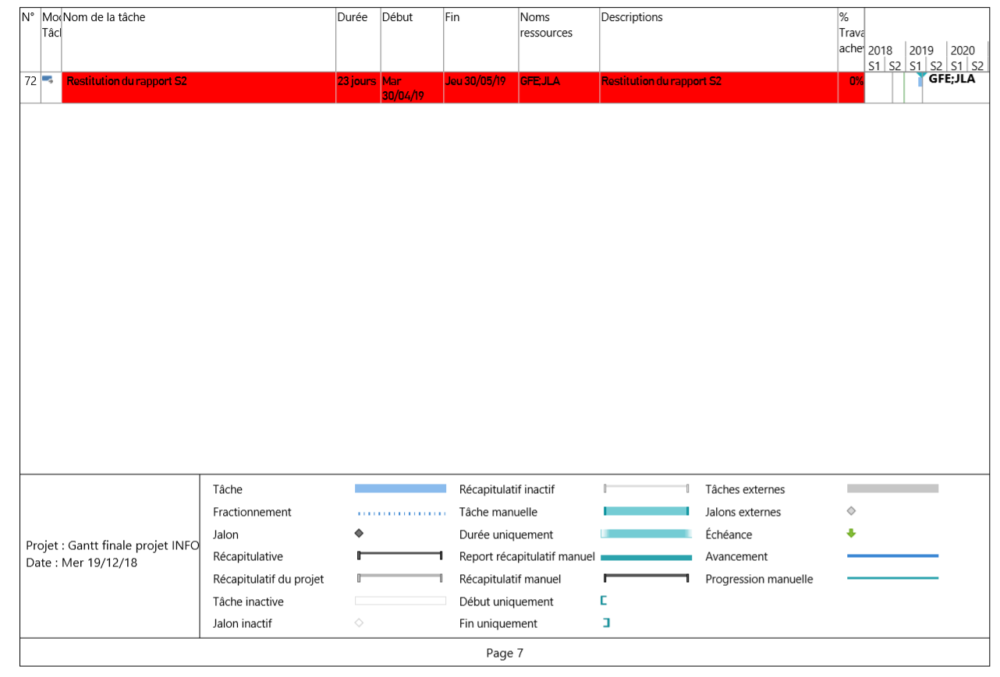 N° Mod Nom de la tâche Durée Début Fin Noms Descriptions %
Tâcl ressources Trava
achev 2018 2019 2020
S1 S2 S1 S2 S1 S2
72 Restitution du rapport S2 23 jours Mar Jeu 30/05/19 GFE;JLA Restitution du rapport S2 0% GFE;JLA
30/04/19
Tâche Récapitulatif inactif Tâches externes
Fractionnement Tâche manuelle Jalons externes
Jalon Durée uniquement Échéance
Projet : Gantt finale projet INFO
Date : Mer 19/12/18
Récapitulative Report récapitulatif manuel Avancement
Récapitulatif du projet Récapitulatif manuel Progression manuelle
Tâche inactive Début uniquement
Jalon inactif Fin uniquement
Page 7